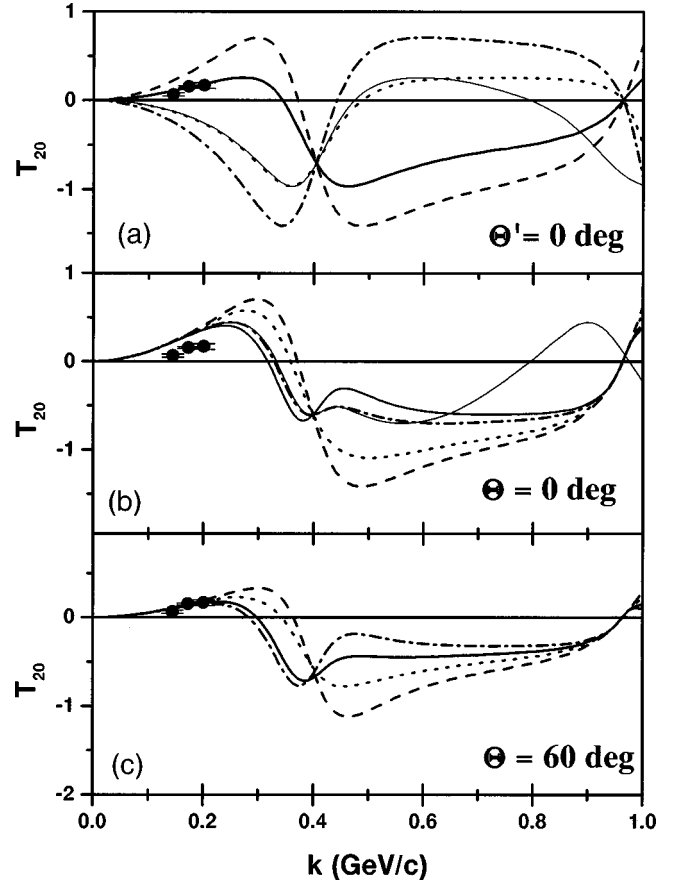 1
0
-1
T20
(a)
Θ'= 0 deg
1
0
-1
T20
(b)
Θ = 0 deg
0
-1
-2
T20
(c)
Θ = 60 deg
0.0 0.2 0.4 0.6 0.8 1.0
k (GeV/c)